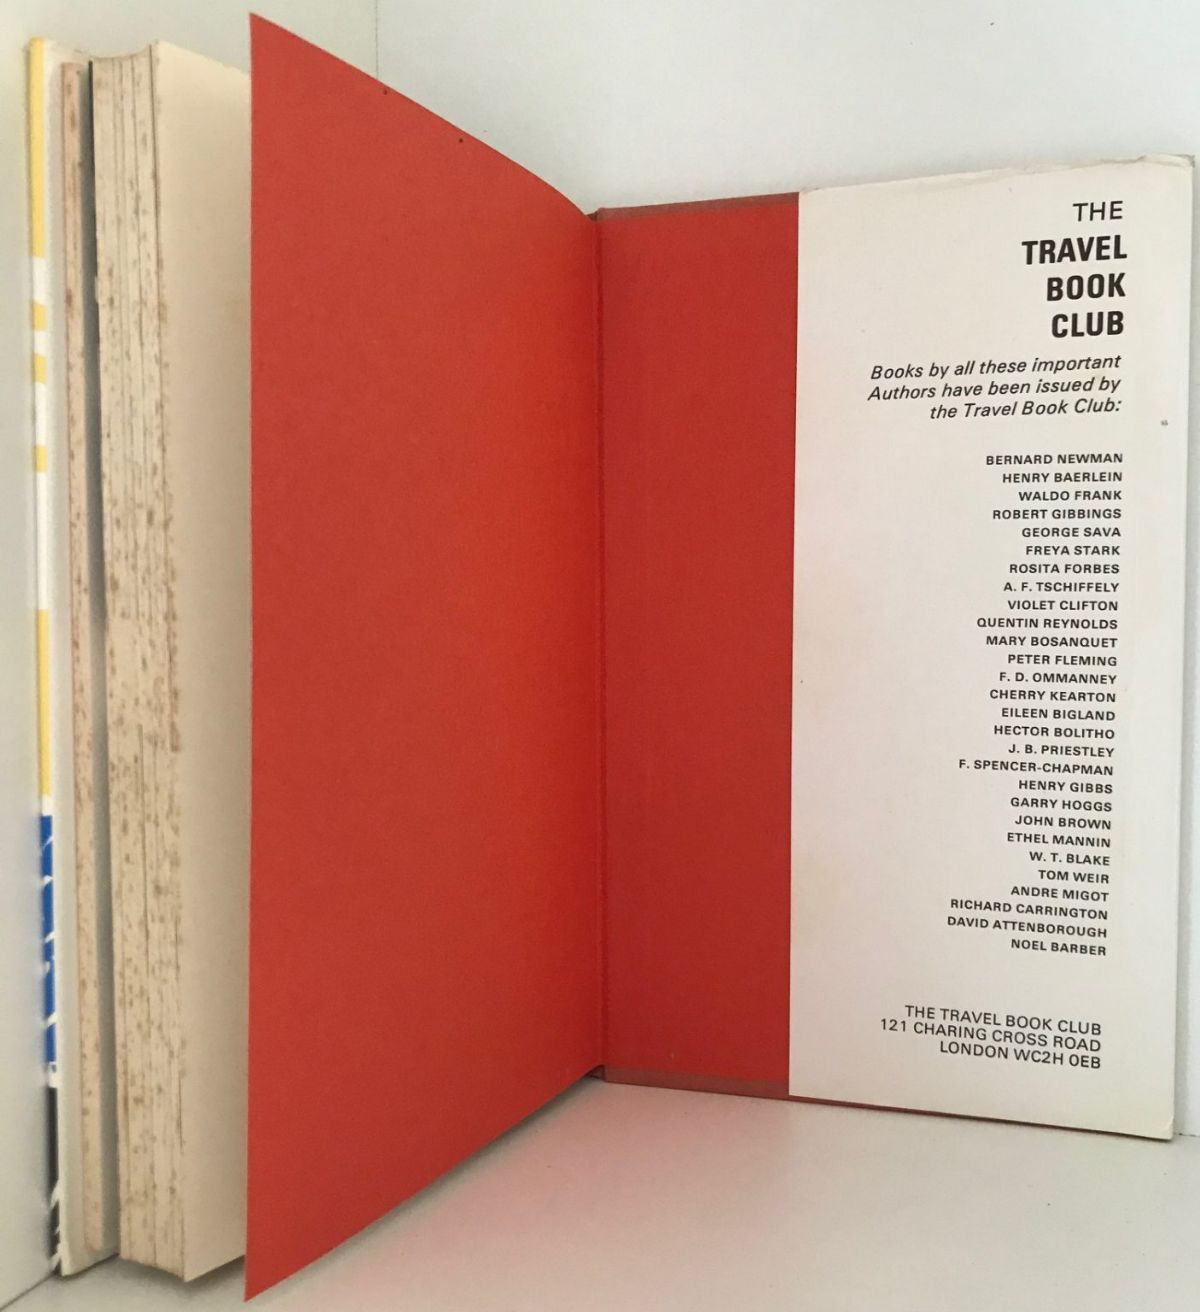 THE
TRAVEL
BOOK
CLUB
Books by all these important
Authors have been issued by
the Travel Book Club:
BERNARD NEWMAN
HENRY BAERLEIN
WALDO FRANK
ROBERT GIBBINGS
GEORGE SAVA
FREYA STARK
ROSITA FORBES
A. F. TSCHIFFELY
VIOLET CLIFTON
QUENTIN REYNOLDS
MARY BOSANQUET
PETER FLEMING
F. D. OMMANNEY
CHERRY KEARTON
EILEEN BIGLAND
HECTOR BOLITHO
J. B. PRIESTLEY
F. SPENCER-CHAPMAN
HENRY GIBBS
GARRY HOGGS
JOHN BROWN
ETHEL MANNIN
W. T. BLAKE
TOM WEIR
ANDRE MIGOT
RICHARD CARRINGTON
DAVID ATTENBOROUGH
NOEL BARBER
THE TRAVEL BOOK CLUB
121 CHARING CROSS ROAD
LONDON WC2H 0EB